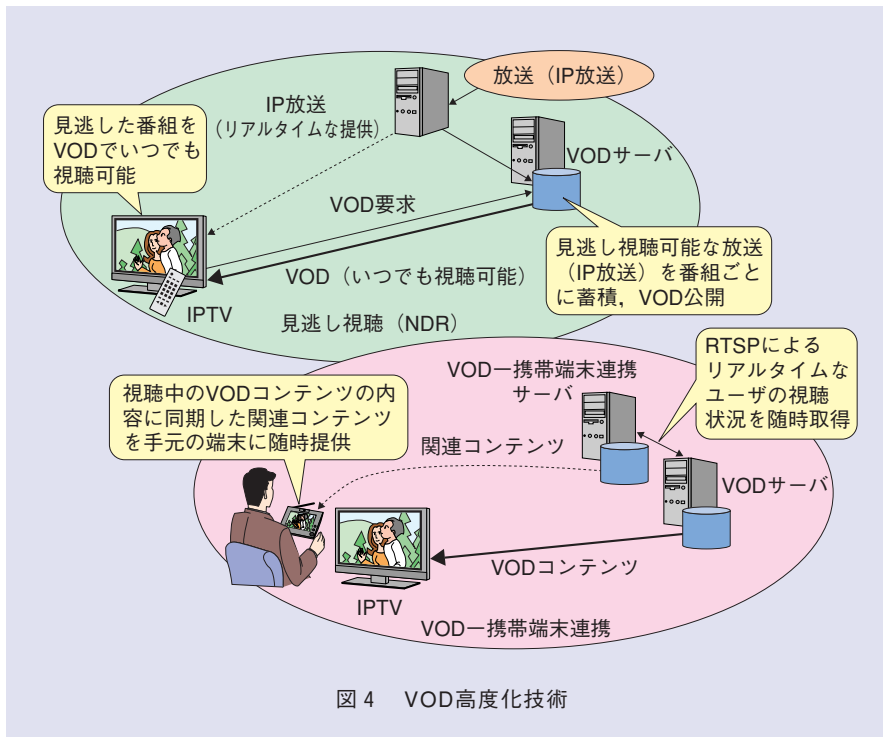 放送（IP放送）
IP放送
（リアルタイムな提供）
見逃した番組を
VODでいつでも
視聴可能
VODサーバ
VOD要求
VOD（いつでも視聴可能）
見逃し視聴可能な放送
（IP放送）を番組ごと
に蓄積，VOD公開
IPTV
見逃し視聴（NDR）
VOD―携帯端末連携
サーバ
RTSPによる
リアルタイムな
ユーザの視聴
状況を随時取得
視聴中のVODコンテンツの内
容に同期した関連コンテンツ
を手元の端末に随時提供
関連コンテンツ
VODサーバ
VODコンテンツ
IPTV
VOD―携帯端末連携
図4　VOD高度化技術